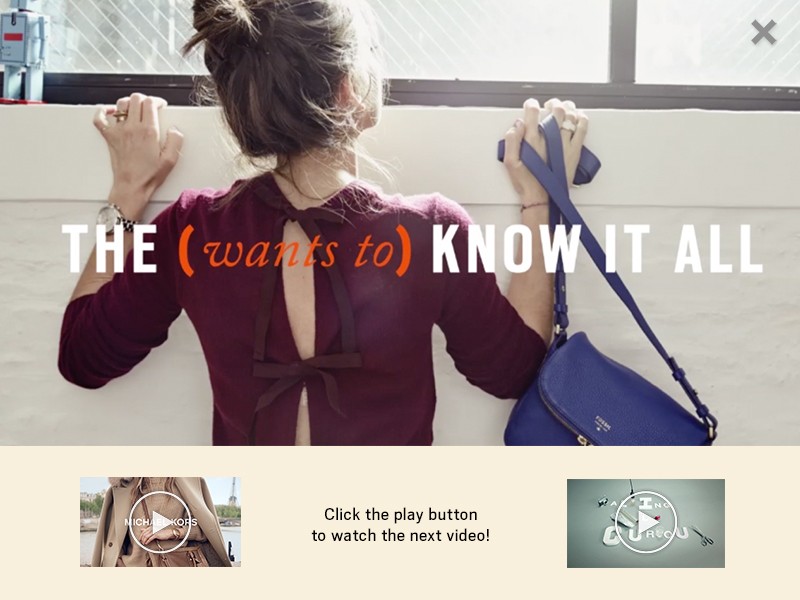 THE (wants to) KNOW IT ALL
FOSSIL
MICHAEL KORS
Click the play button
to watch the next video!